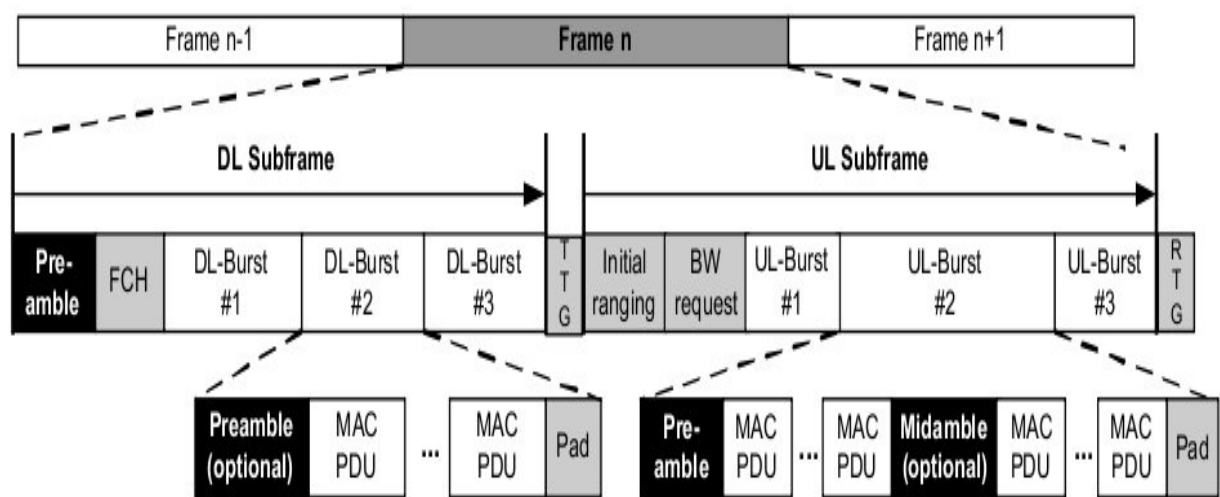 Frame n-1 Frame n Frame n+1
DL Subframe UL Subframe
Pre-
amble
FCH
DL-Burst
#1
DL-Burst
#2
DL-Burst
#3
T
T
G
Initial
ranging
BW
request
UL-Burst
#1
UL-Burst
#2
UL-Burst
#3
R
T
G
Preamble
(optional)
MAC
PDU
...
MAC
PDU
Pad
Pre-
amble
MAC
PDU
...
MAC
PDU
Midamble
(optional)
MAC
PDU
...
MAC
PDU
Pad